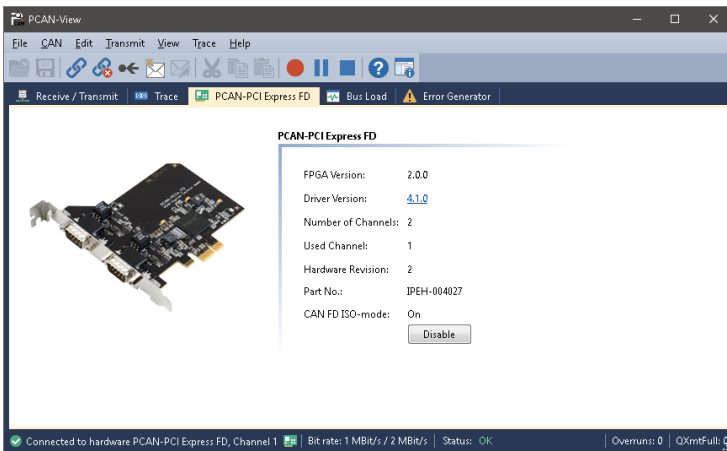 PCAN-View
File CAN Edit Transmit View Trace Help
Receive / Transmit Trace PCAN-PCI Express FD Bus Load Error Generator
PCAN-PCI Express FD
FPGA Version: 2.0.0
Driver Version: 4.1.0
Number of Channels: 2
Used Channel: 1
Hardware Revision: 2
Part No.: IPEH-004027
CAN FD ISO-mode: On
Disable
Connected to hardware PCAN-PCI Express FD, Channel 1 Bit rate: 1 MBit/s / 2 MBit/s Status: OK Overruns: 0 QXmtFull: 0